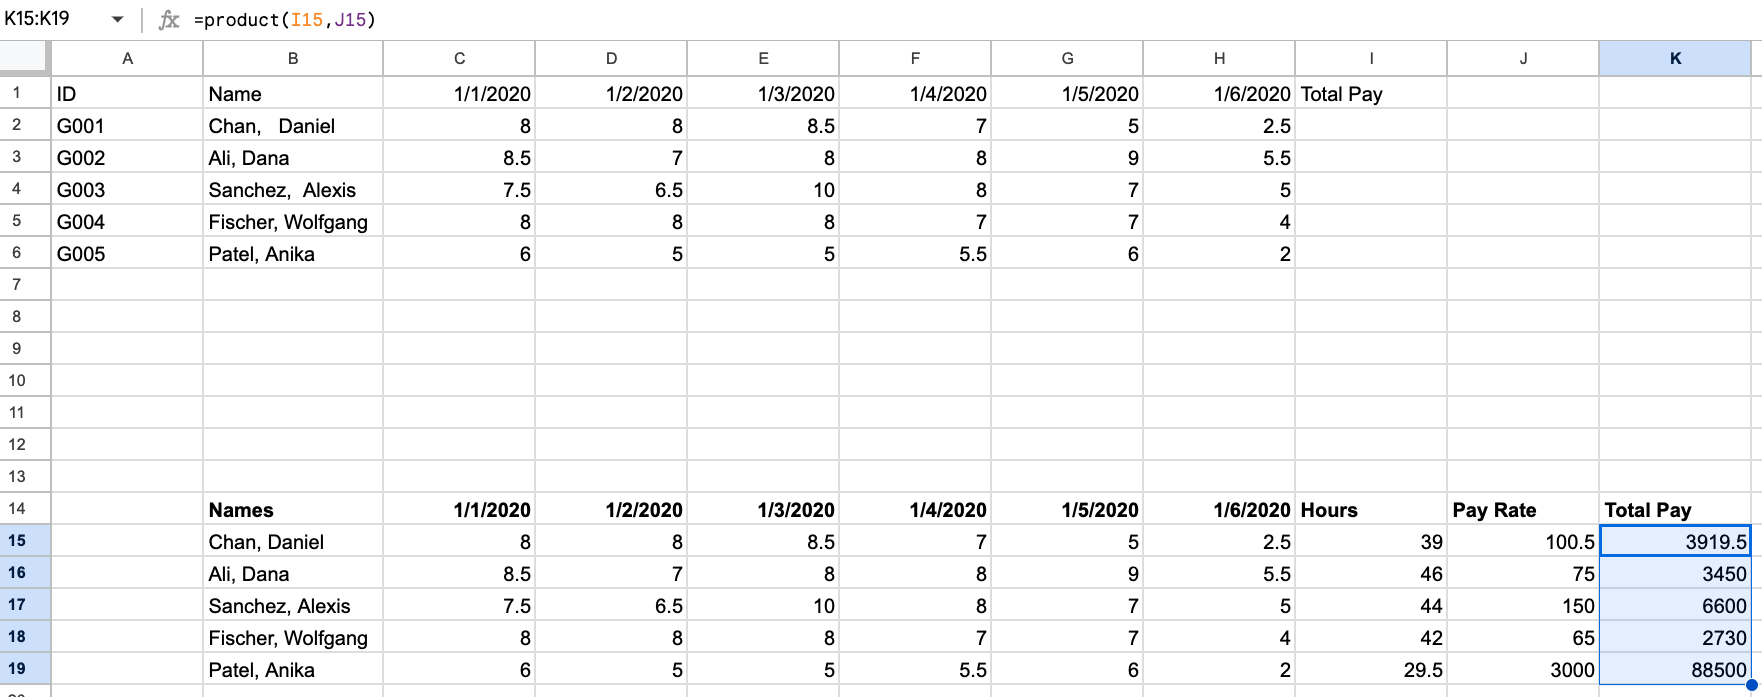 K15:K19 fx =product(I15,J15)
A B C D E F G H I J K
1 ID Name 1/1/2020 1/2/2020 1/3/2020 1/4/2020 1/5/2020 1/6/2020 Total Pay
2 G001 Chan,   Daniel 8 8 8.5 7 5 2.5
3 G002 Ali, Dana 8.5 7 8 8 9 5.5
4 G003 Sanchez,  Alexis 7.5 6.5 10 8 7 5
5 G004 Fischer, Wolfgang 8 8 8 7 7 4
6 G005 Patel, Anika 6 5 5 5.5 6 2
7
8
9
10
11
12
13
14 Names 1/1/2020 1/2/2020 1/3/2020 1/4/2020 1/5/2020 1/6/2020 Hours Pay Rate Total Pay
15 Chan, Daniel 8 8 8.5 7 5 2.5 39 100.5 3919.5
16 Ali, Dana 8.5 7 8 8 9 5.5 46 75 3450
17 Sanchez, Alexis 7.5 6.5 10 8 7 5 44 150 6600
18 Fischer, Wolfgang 8 8 8 7 7 4 42 65 2730
19 Patel, Anika 6 5 5 5.5 6 2 29.5 3000 88500